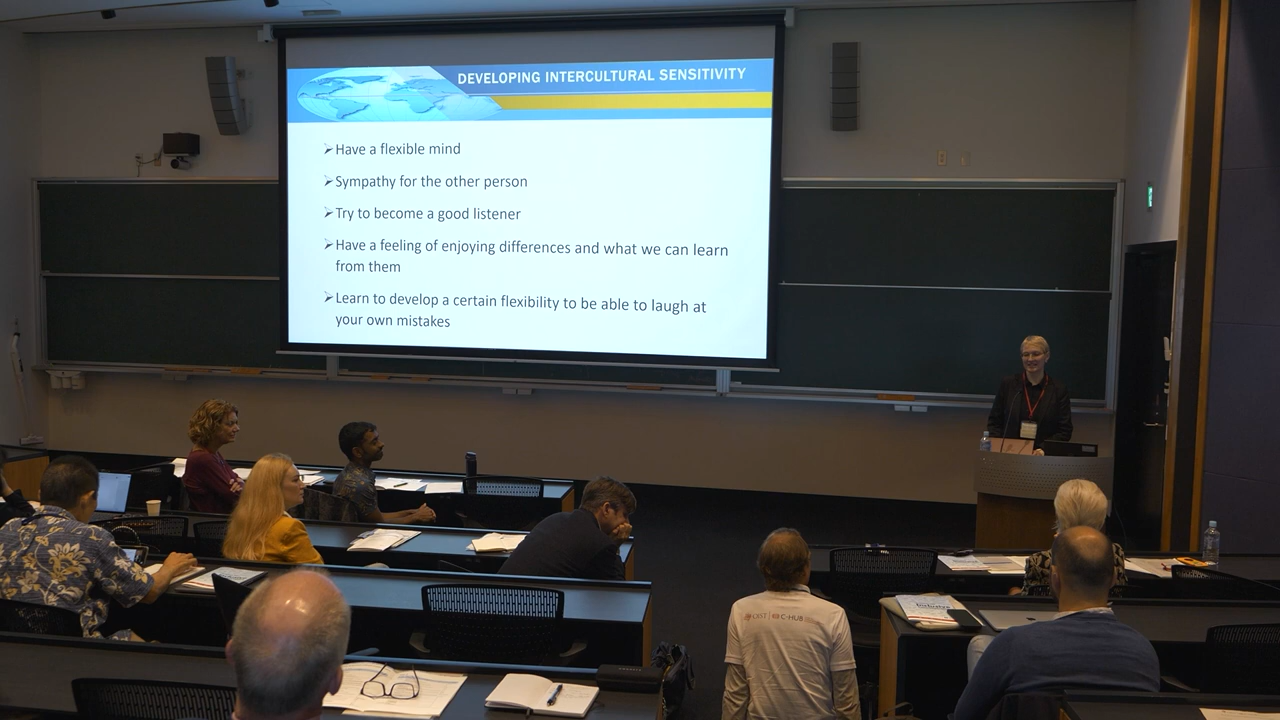 DEVELOPING INTERCULTURAL SENSITIVITY
➢Have a flexible mind
➢Sympathy for the other person
➢Try to become a good listener
➢Have a feeling of enjoying differences and what we can learn
from them
➢Learn to develop a certain flexibility to be able to laugh at
your own mistakes
OIST C-HUB